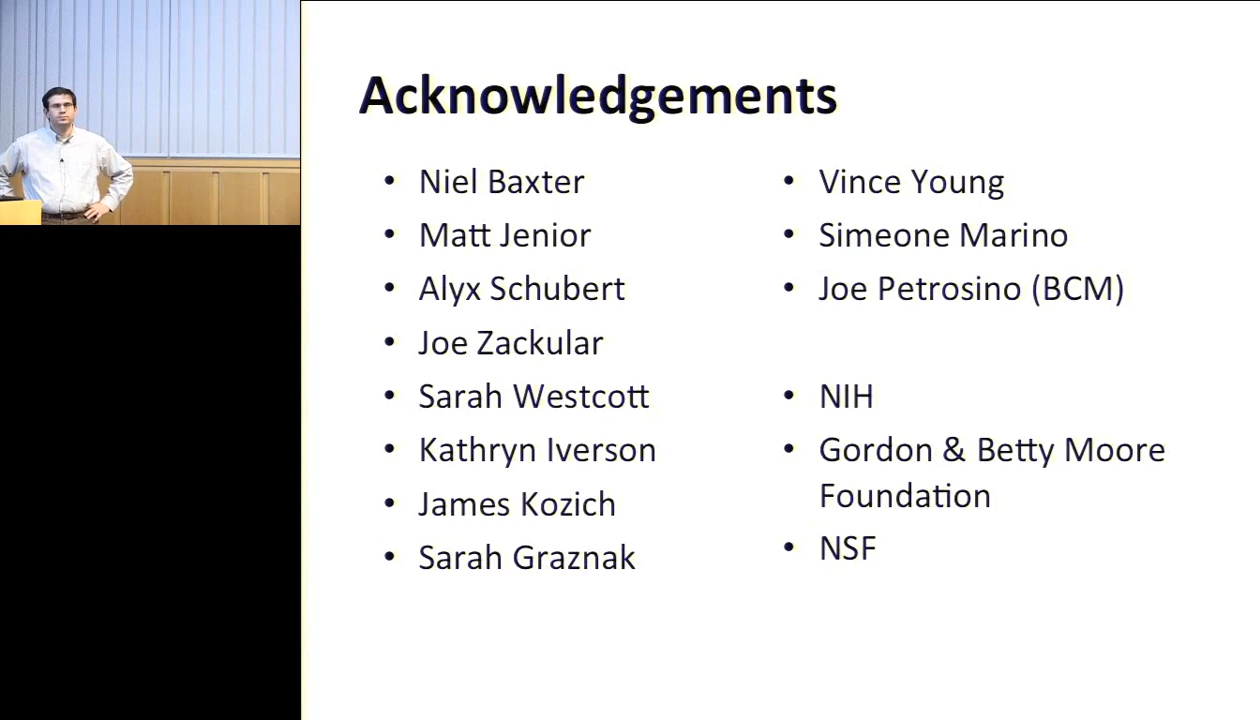 Acknowledgements
• Niel Baxter
• Matt Jenior
• Alyx Schubert
• Joe Zackular
• Sarah Westcott
• Kathryn Iverson
• James Kozich
• Sarah Graznak
• Vince Young
• Simeone Marino
• Joe Petrosino (BCM)
• NIH
• Gordon & Betty Moore
Foundation
• NSF